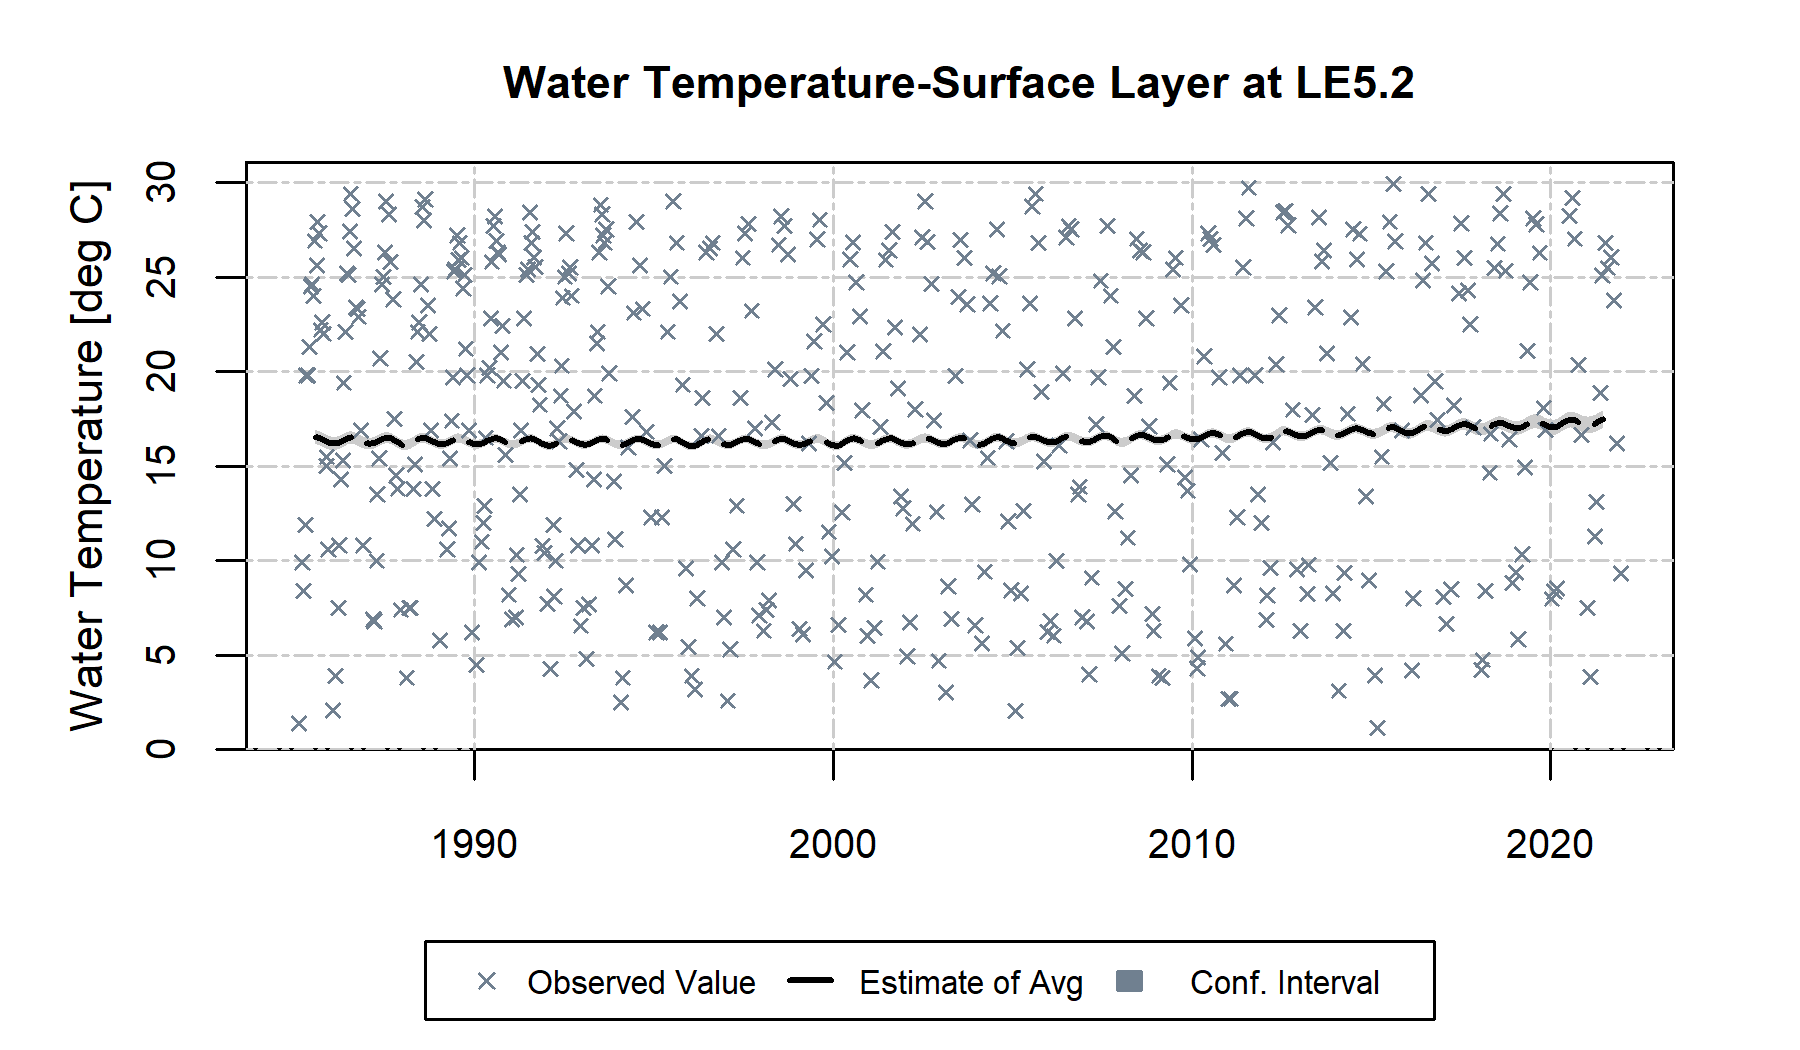 Water Temperature-Surface Layer at LE5.2
Water Temperature [deg C]
30
25
20
15
10
5
0
1990 2000 2010 2020
Observed Value Estimate of Avg Conf. Interval